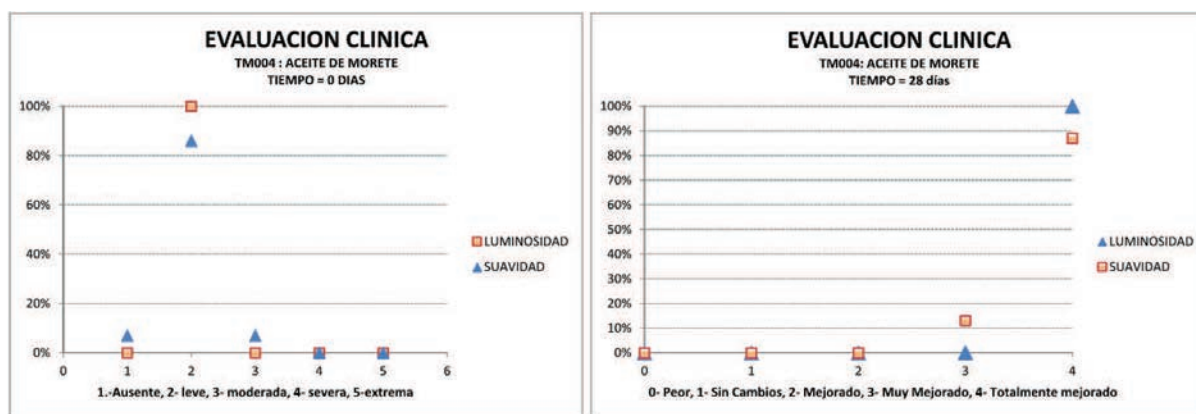 EVALUACION CLINICA
TM004 : ACEITE DE MORETE
TIEMPO = 0 DIAS
100%
80%
60%
40%
20%
0%
0 1 2 3 4 5 6
LUMINOSIDAD
SUAVIDAD
1.-Ausente, 2- leve, 3- moderada, 4- severa, 5-extrema
EVALUACION CLINICA
TM004: ACEITE DE MORETE
TIEMPO = 28 días
100%
90%
80%
70%
60%
50%
40%
30%
20%
10%
0%
0 1 2 3 4
LUMINOSIDAD
SUAVIDAD
0- Peor, 1- Sin Cambios, 2- Mejorado, 3- Muy Mejorado, 4- Totalmente mejorado